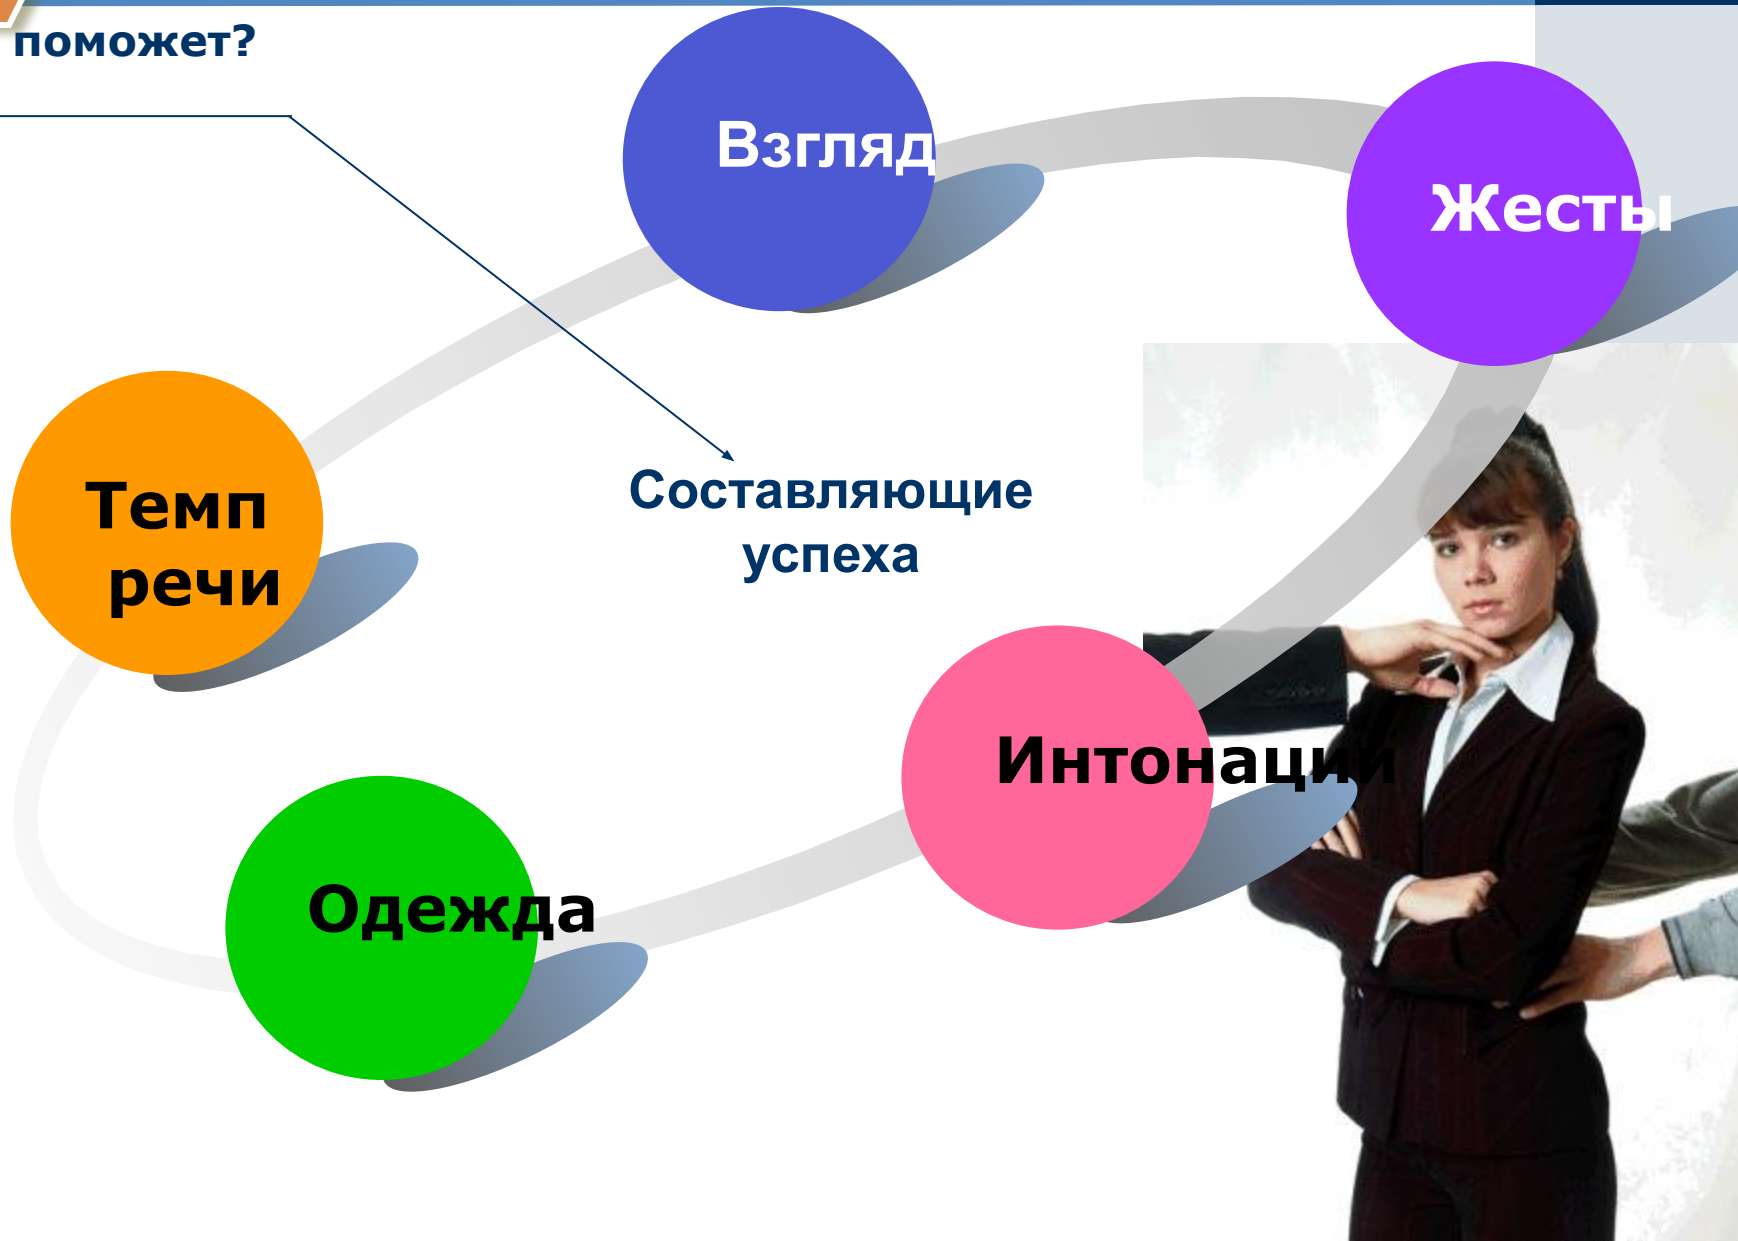 поможет?
Взгляд
Жесты
Темп
речи
Составляющие
успеха
Интонации
Одежда